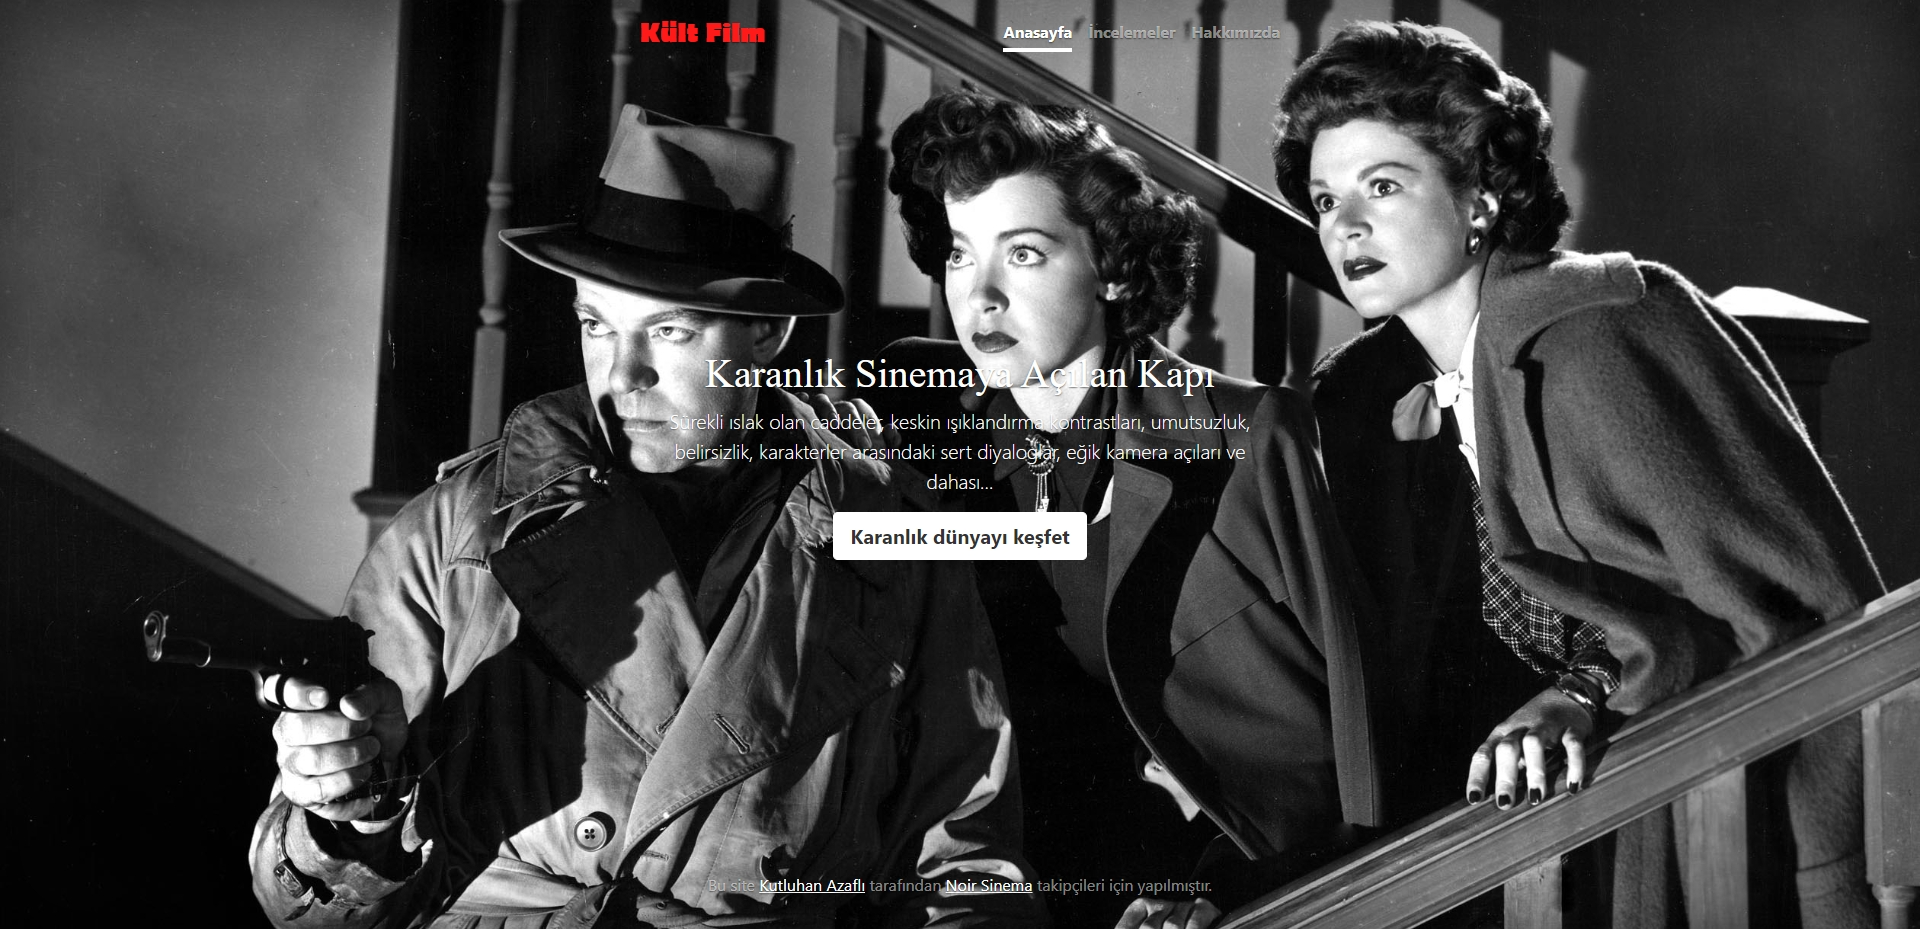 Kült Film
Anasayfa İncelemeler Hakkımızda
Karanlık Sinemaya Açılan Kapı
Sürekli ıslak olan caddeler, keskin ışıklandırma kontrastları, umutsuzluk,
belirsizlik, karakterler arasındaki sert diyaloglar, eğik kamera açıları ve
dahası...
Karanlık dünyayı keşfet
Bu site Kutluhan Azaflı tarafından Noir Sinema takipçileri için yapılmıştır.